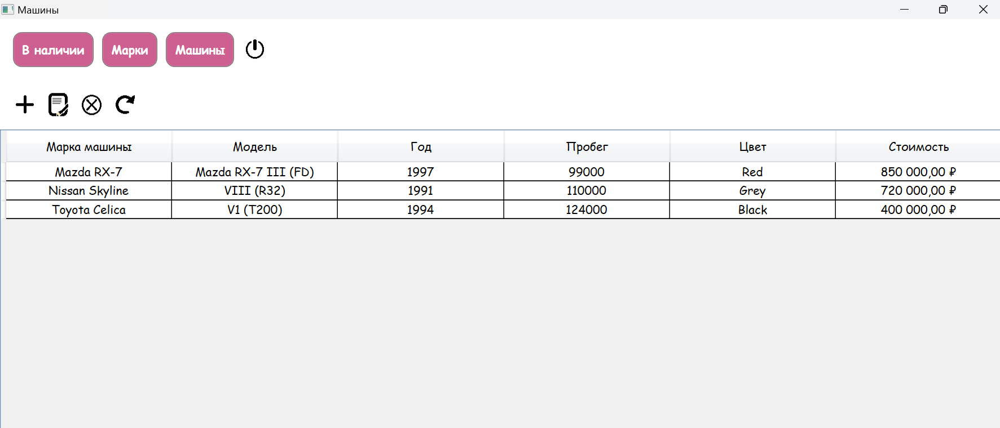 Машины
В наличии Марки Машины
Марка машины Модель Год Пробег Цвет Стоимость
Mazda RX-7 Mazda RX-7 III (FD) 1997 99000 Red 850 000,00 ₽
Nissan Skyline VIII (R32) 1991 110000 Grey 720 000,00 ₽
Toyota Celica V1 (T200) 1994 124000 Black 400 000,00 ₽